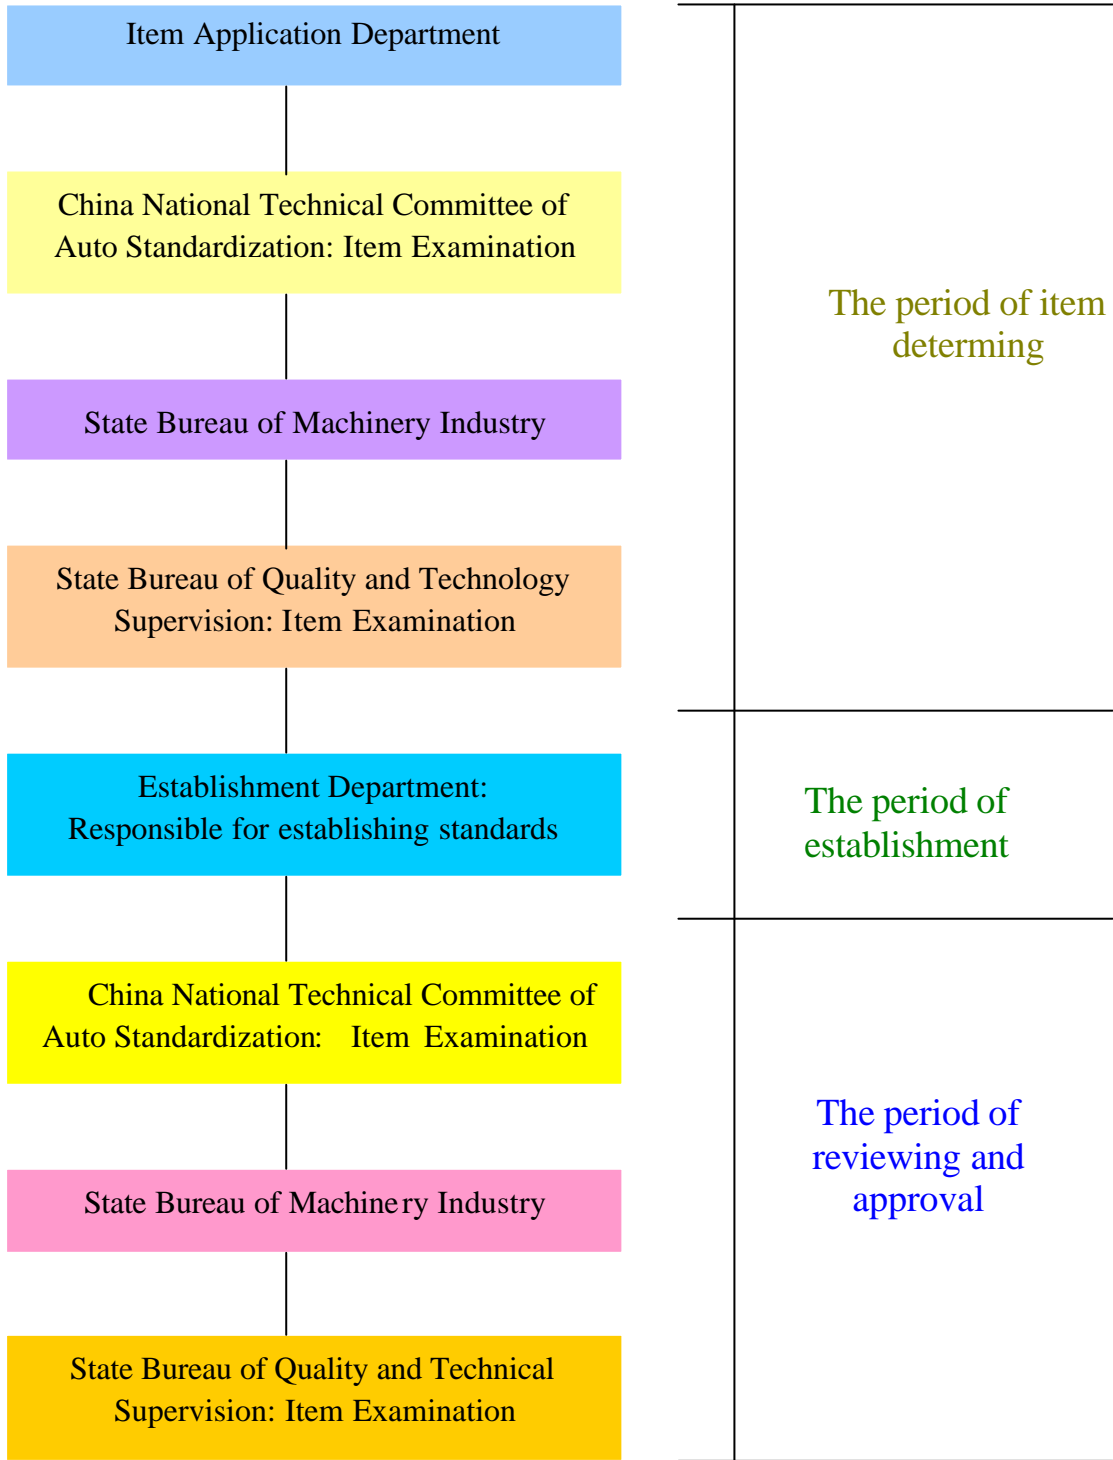 Item Application Department
China National Technical Committee of
Auto Standardization: Item Examination
State Bureau of Machinery Industry
State Bureau of Quality and Technology
Supervision: Item Examination
Establishment Department:
Responsible for establishing standards
China National Technical Committee of
Auto Standardization: Item Examination
State Bureau of Machinery Industry
State Bureau of Quality and Technical
Supervision: Item Examination
The period of item
determing
The period of
establishment
The period of
reviewing and
approval